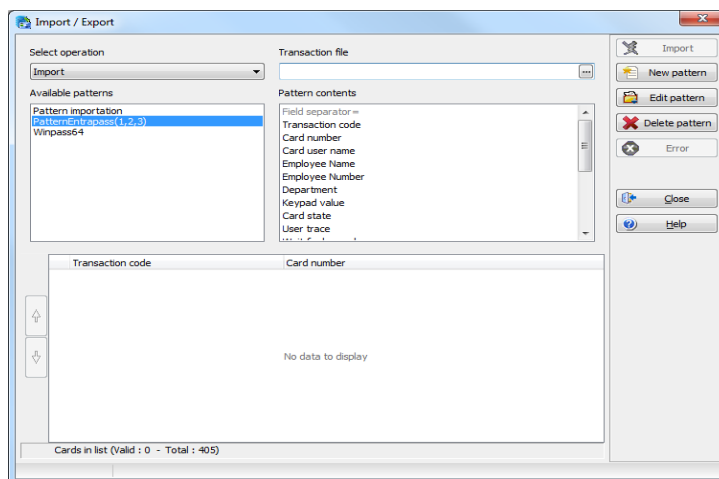 Import / Export
Select operation
Transaction file
Import
Available patterns
Pattern contents
Pattern importation
PatternEntrapass(1,2,3)
Winpass64
Field separator=
Transaction code
Card number
Card user name
Employee Name
Employee Number
Department
Keypad value
Card state
User trace
Import
New pattern
Edit pattern
Delete pattern
Error
Close
Help
Transaction code
Card number
No data to display
Cards in list (Valid : 0 - Total : 405)